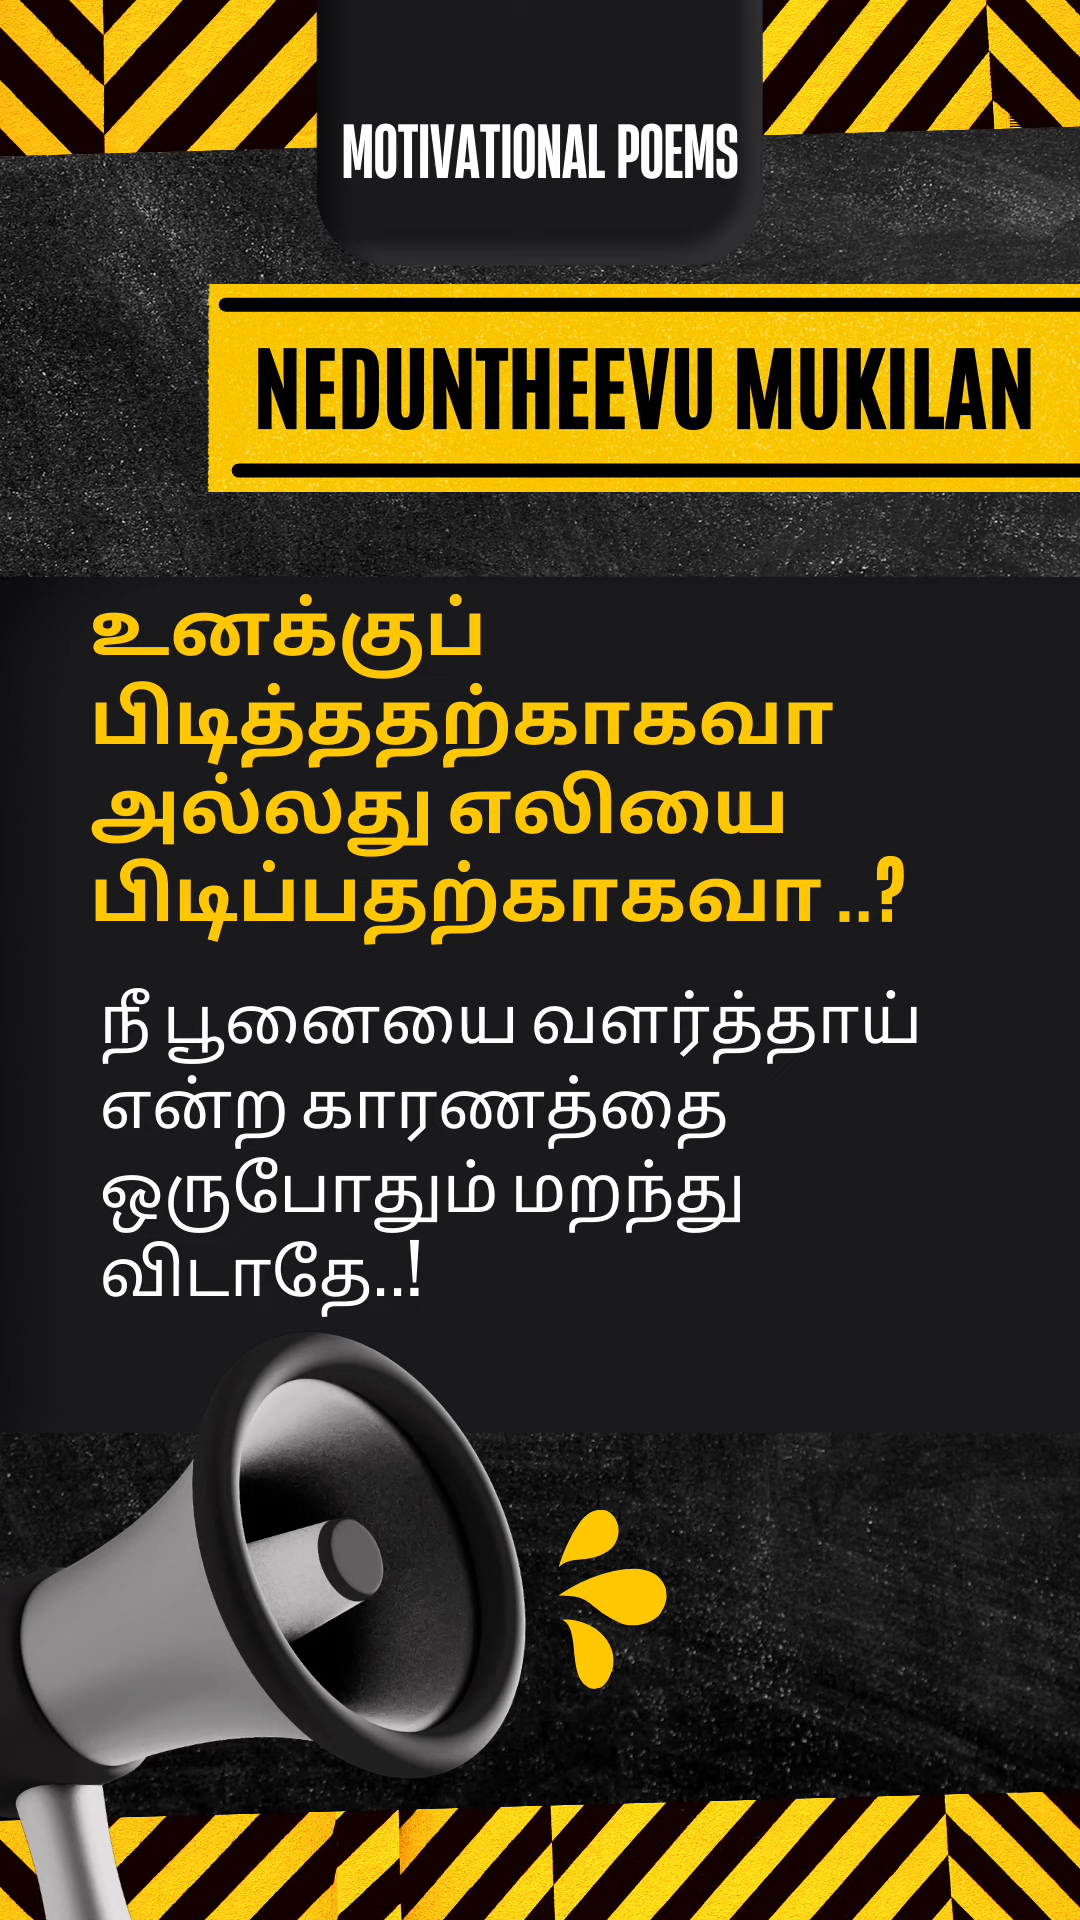 MOTIVATIONAL POEMS
NEDUNTHEEVU MUKILAN
உனக்குப்
பிடித்ததற்காகவா
அல்லது எலியை
பிடிப்பதற்காகவா ..?
நீ பூனையை வளர்த்தாய்
என்ற காரணத்தை
ஒருபோதும் மறந்து
விடாதே..!